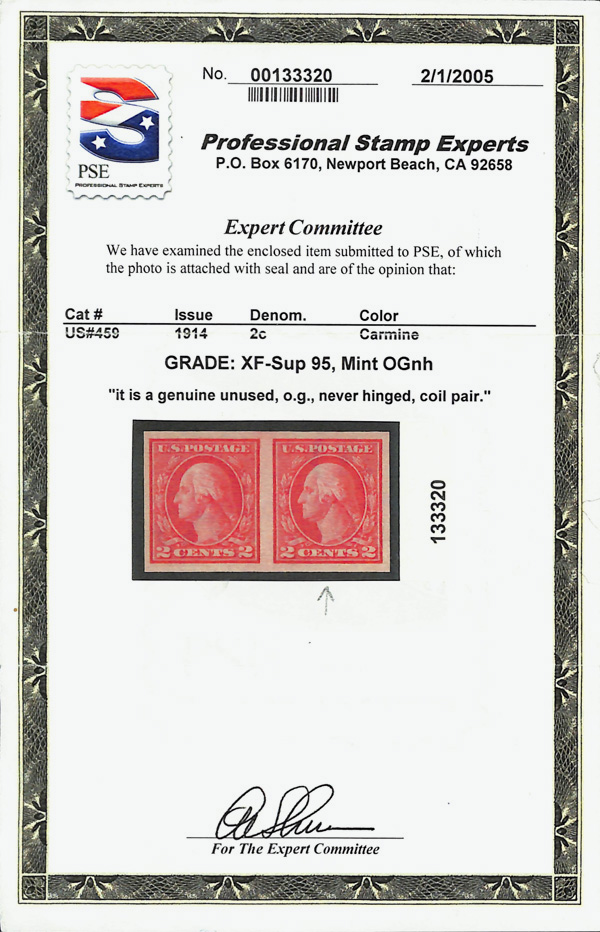 No. 00133320 2/1/2005
PSE
PROFESSIONAL STAMP EXPERTS
Professional Stamp Experts
P.O. Box 6170, Newport Beach, CA 92658
Expert Committee
We have examined the enclosed item submitted to PSE, of which
the photo is attached with seal and are of the opinion that:
Cat # Issue Denom. Color
US#459 1914 2c Carmine
GRADE: XF-Sup 95, Mint OGnh
"it is a genuine unused, o.g., never hinged, coil pair."
U.S.POSTAGE U.S.POSTAGE
2 CENTS 2 2 CENTS 2
133320
For The Expert Committee